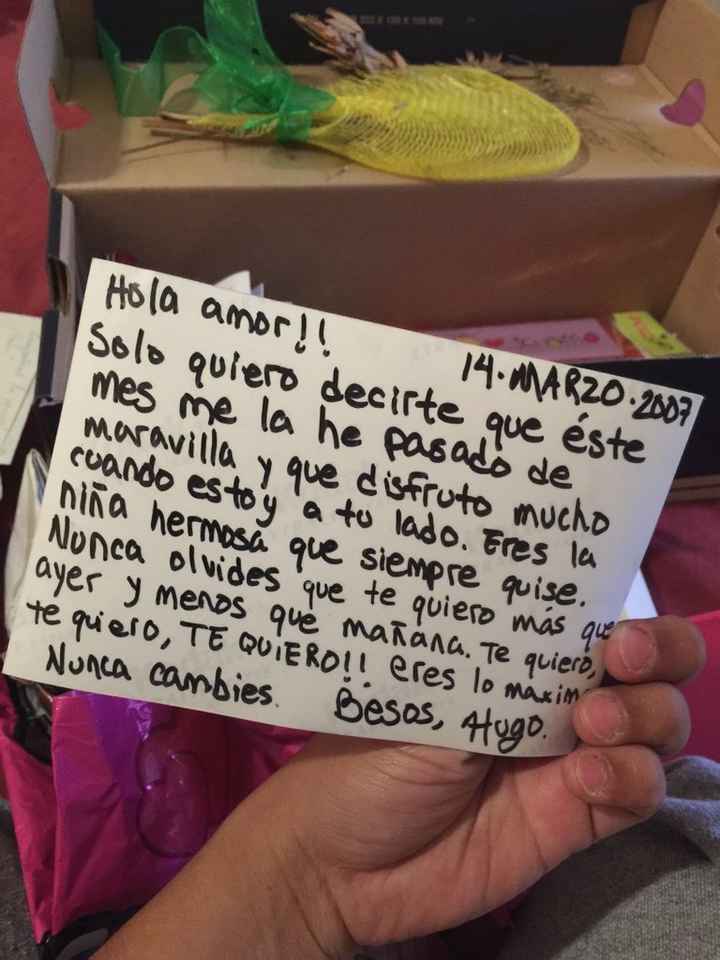 Hola amor!!
14·MARZO·2007
Solo quiero decirte que éste
mes me la he pasado de
maravilla y que disfruto mucho
cuando estoy a tu lado. Eres la
niña hermosa que siempre quise.
Nunca olvides que te quiero más que
ayer y menos que mañana. Te quiero,
te quiero, TE QUIERO!! eres lo maxim
Nunca cambies. Besos, Hugo.